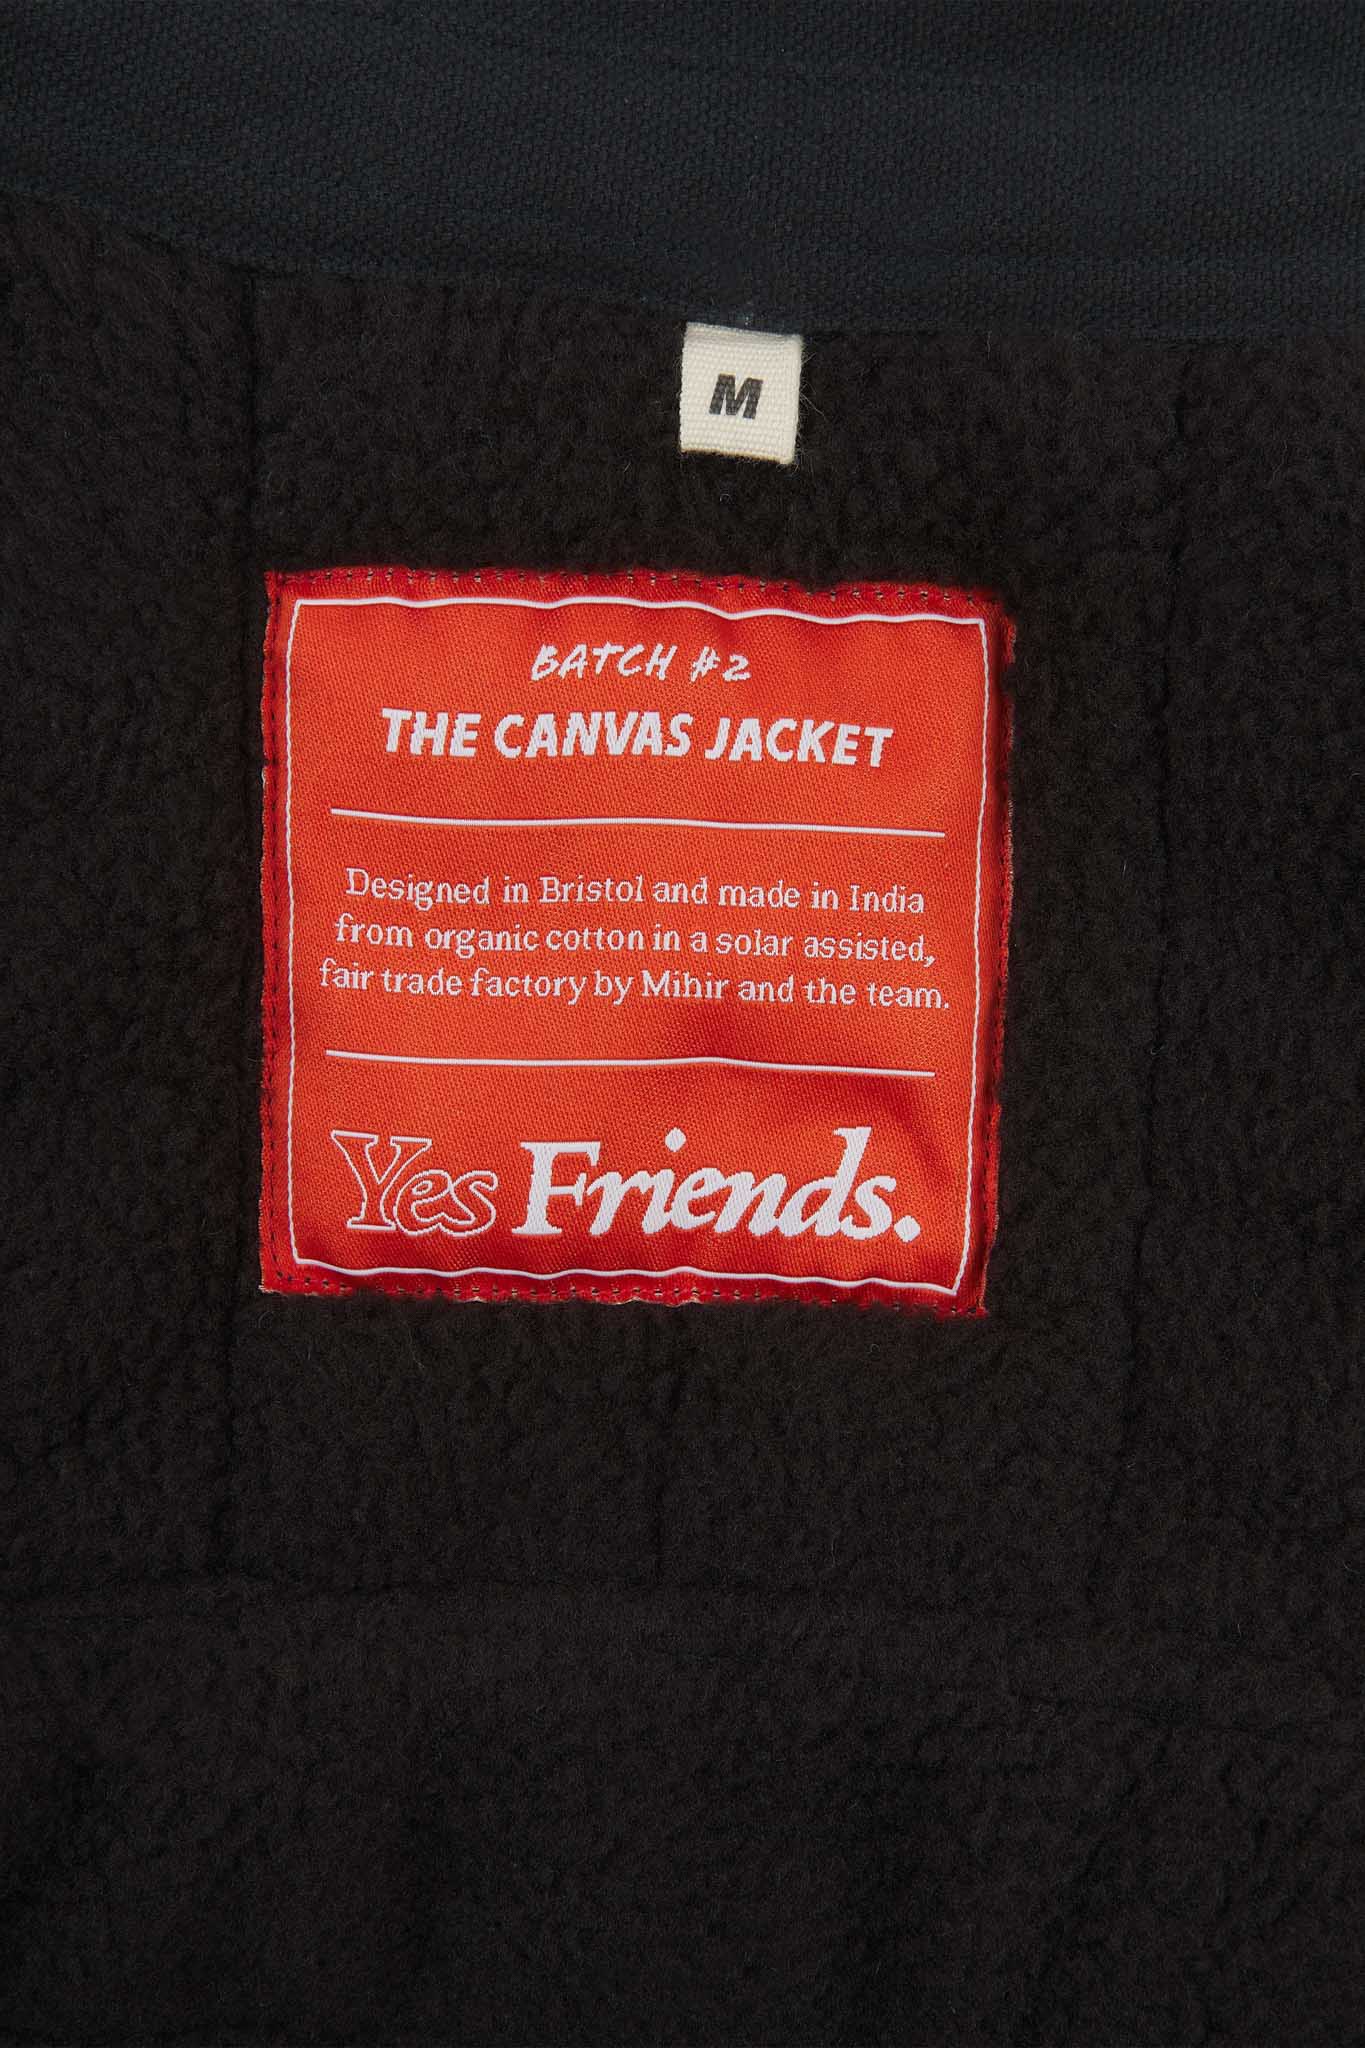 M
BATCH #2
THE CANVAS JACKET
Designed in Bristol and made in India
from organic cotton in a solar assisted,
fair trade factory by Mihir and the team.
Yes Friends.